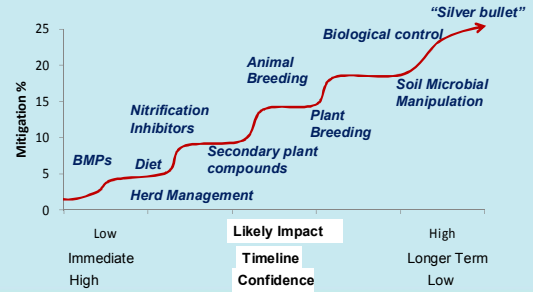 “Silver bullet”
Biological control
25
20
15
10
5
0
Mitigation %
Animal
Breeding
Soil Microbial
Manipulation
Nitrification
Inhibitors
Plant
Breeding
BMPs
Diet
Secondary plant
compounds
Herd Management
Low Likely Impact High
Immediate Timeline Longer Term
High Confidence Low